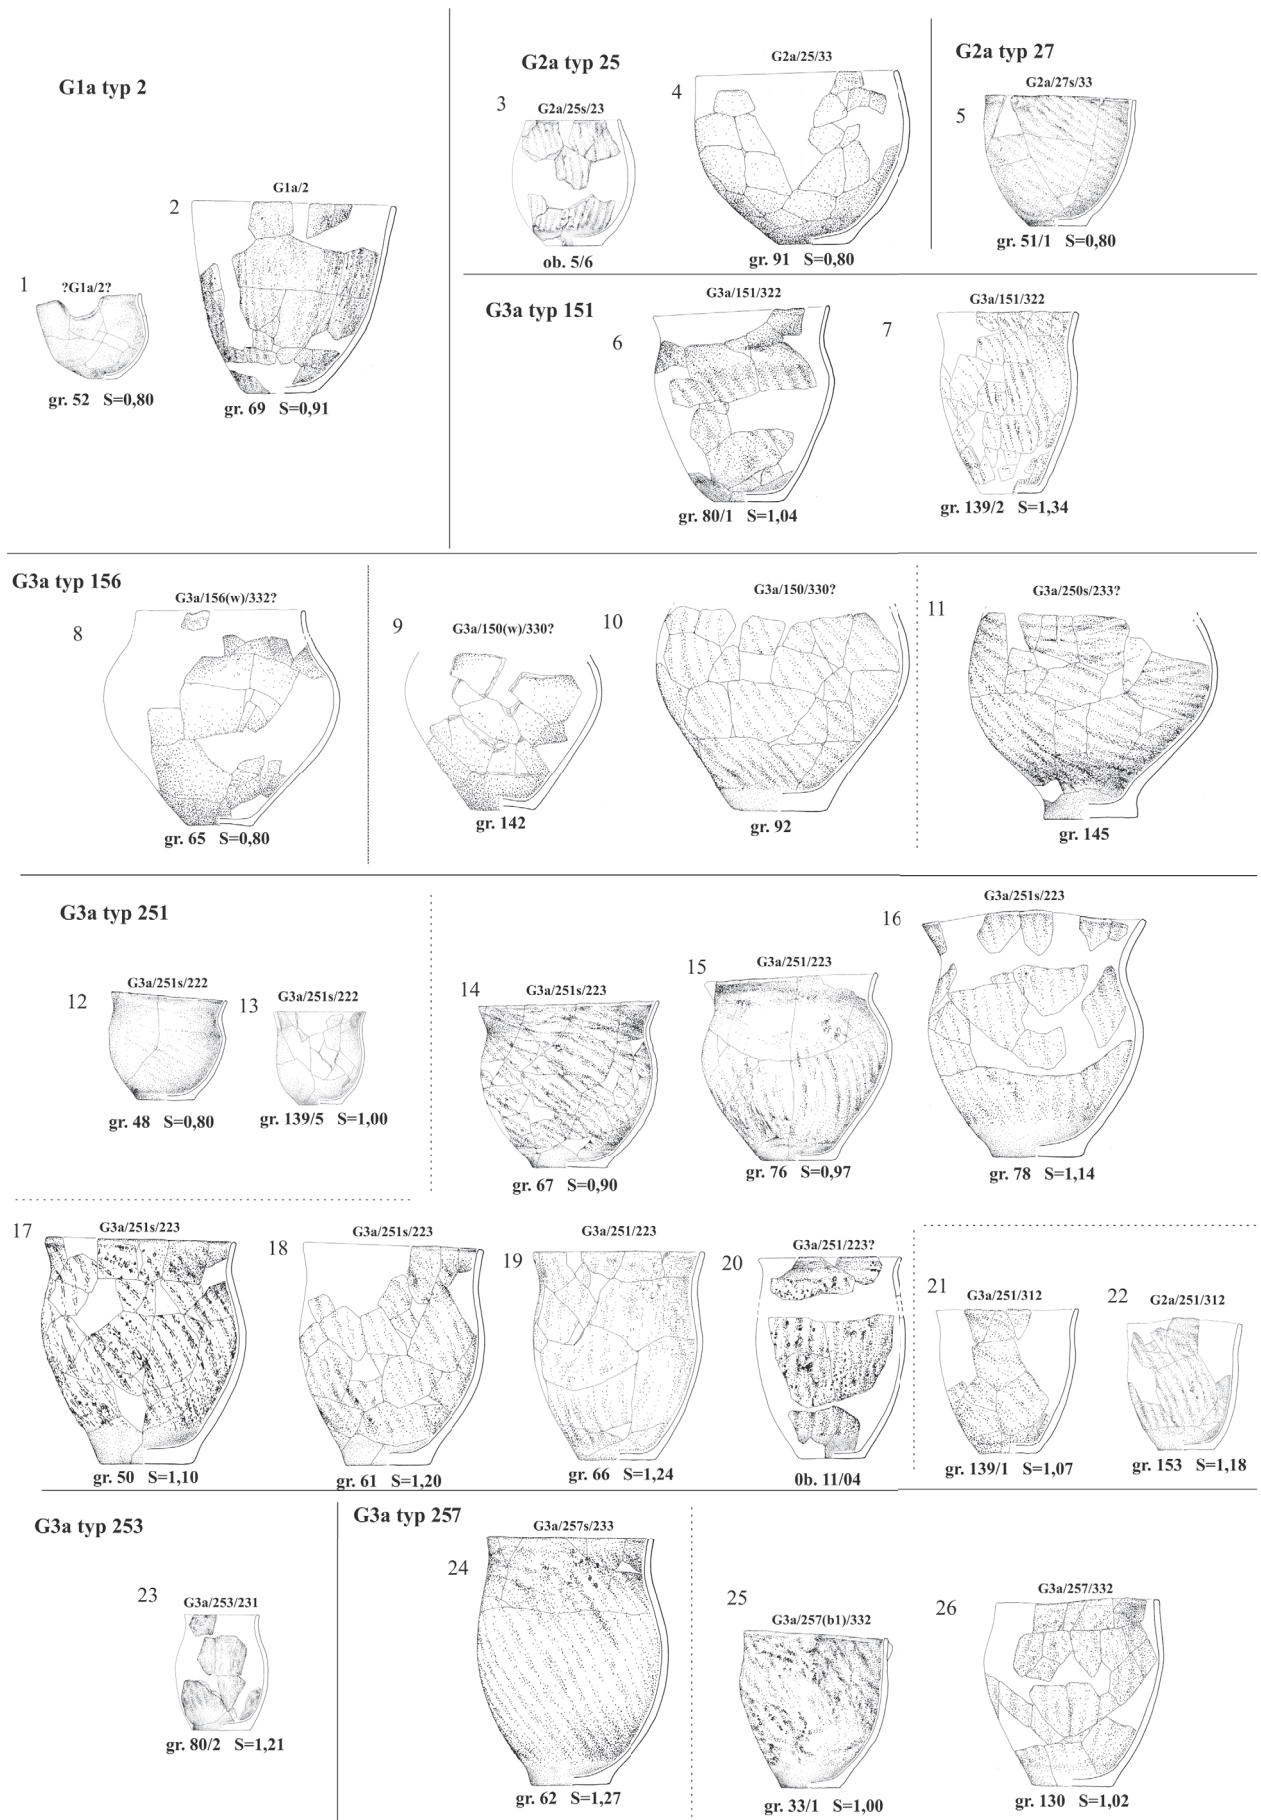 G1a typ 2
1
?G1a/2?
gr. 52 S=0,80
2
G1a/2
gr. 69 S=0,91
G2a typ 25
3
G2a/25s/23
ob. 5/6
4
G2a/25/33
gr. 91 S=0,80
G2a typ 27
5
G2a/27s/33
gr. 51/1 S=0,80
G3a typ 151
6
G3a/151/322
gr. 80/1 S=1,04
7
G3a/151/322
gr. 139/2 S=1,34
G3a typ 156
8
G3a/156(w)/332?
gr. 65 S=0,80
9
G3a/150(w)/330?
gr. 142
10
G3a/150/330?
gr. 92
11
G3a/250s/233?
gr. 145
G3a typ 251
12
G3a/251s/222
gr. 48 S=0,80
13
G3a/251s/222
gr. 139/5 S=1,00
14
G3a/251s/223
gr. 67 S=0,90
15
G3a/251/223
gr. 76 S=0,97
16
G3a/251s/223
gr. 78 S=1,14
17
G3a/251s/223
gr. 50 S=1,10
18
G3a/251s/223
gr. 61 S=1,20
19
G3a/251/223
gr. 66 S=1,24
20
G3a/251/223?
0b. 11/04
21
G3a/251/312
gr. 139/1 S=1,07
22
G2a/251/312
gr. 153 S=1,18
G3a typ 253
23
G3a/253/231
gr. 80/2 S=1,21
G3a typ 257
24
G3a/257s/233
gr. 62 S=1,27
25
G3a/257(b1)/332
gr. 33/1 S=1,00
26
G3a/257/332
gr. 130 S=1,02